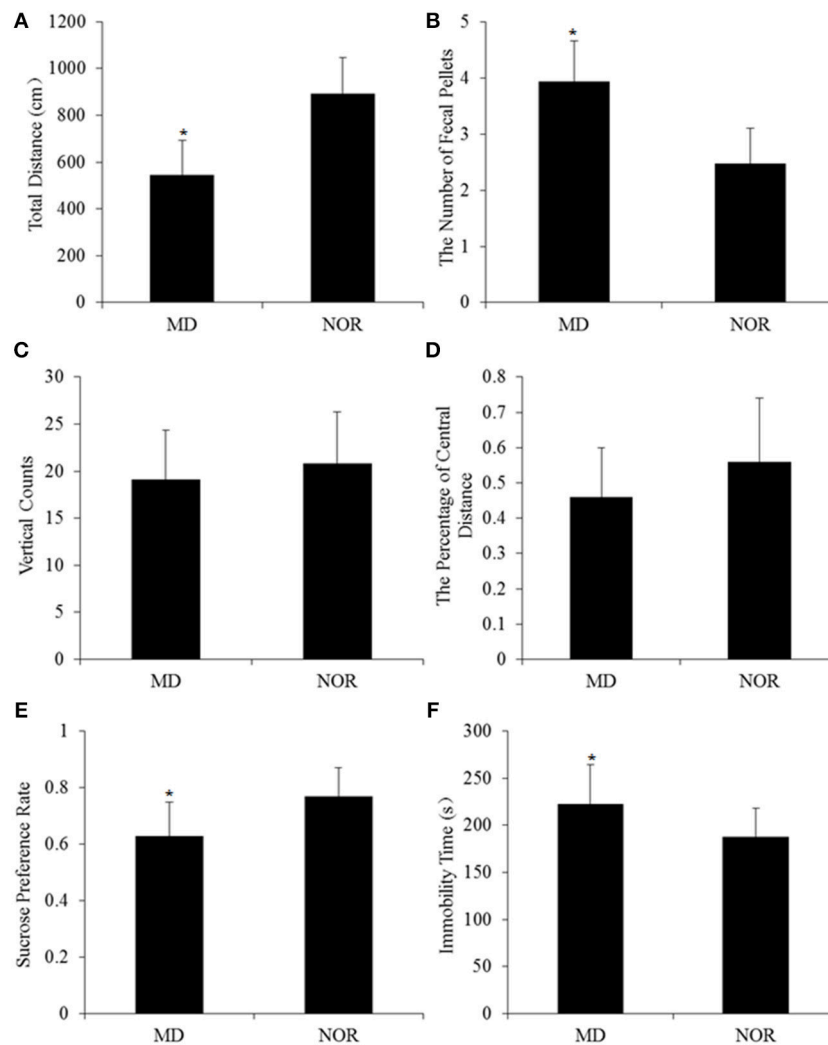 A
Total Distance (cm)
1200
1000
800
600
400
200
0
*
MD
NOR
B
The Number of Fecal Pellets
5
4
3
2
1
0
*
MD
NOR
C
Vertical Counts
30
25
20
15
10
5
0
MD
NOR
D
The Percentage of Central
Distance
0.8
0.7
0.6
0.5
0.4
0.3
0.2
0.1
0
MD
NOR
E
Sucrose Preference Rate
1
0.8
0.6
0.4
0.2
0
*
MD
NOR
F
Immobility Time (s)
300
250
200
150
100
50
0
*
MD
NOR